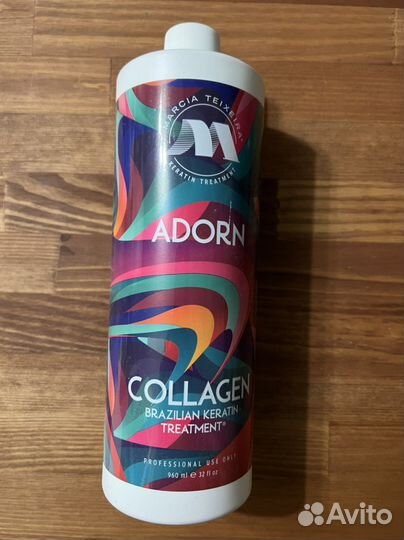 MARCIA TEIXEIRA®
M
KERATIN TREATMENT
ADORN
COLLAGEN
BRAZILIAN KERATIN
TREATMENT®
PROFESSIONAL USE ONLY
960 ml ℮ 32 fl oz
Avito